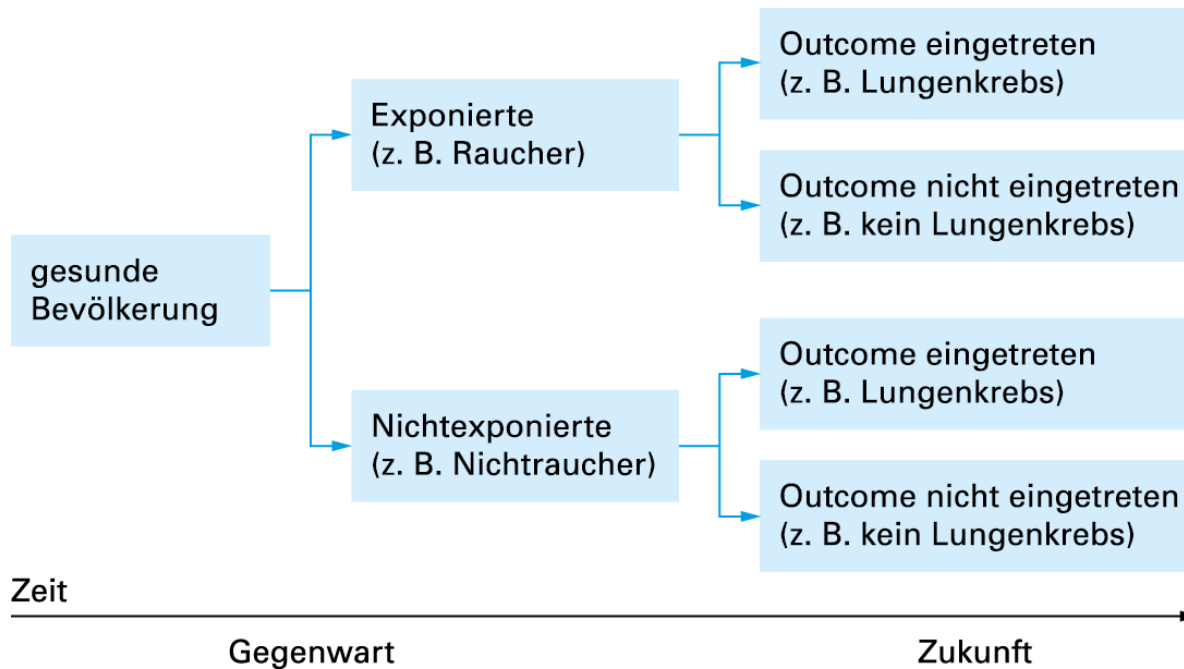 gesunde
Bevölkerung
Exponierte
(z. B. Raucher)
Outcome eingetreten
(z. B. Lungenkrebs)
Outcome nicht eingetreten
(z. B. kein Lungenkrebs)
Nichtexponierte
(z. B. Nichtraucher)
Outcome eingetreten
(z. B. Lungenkrebs)
Outcome nicht eingetreten
(z. B. kein Lungenkrebs)
Zeit
Gegenwart
Zukunft